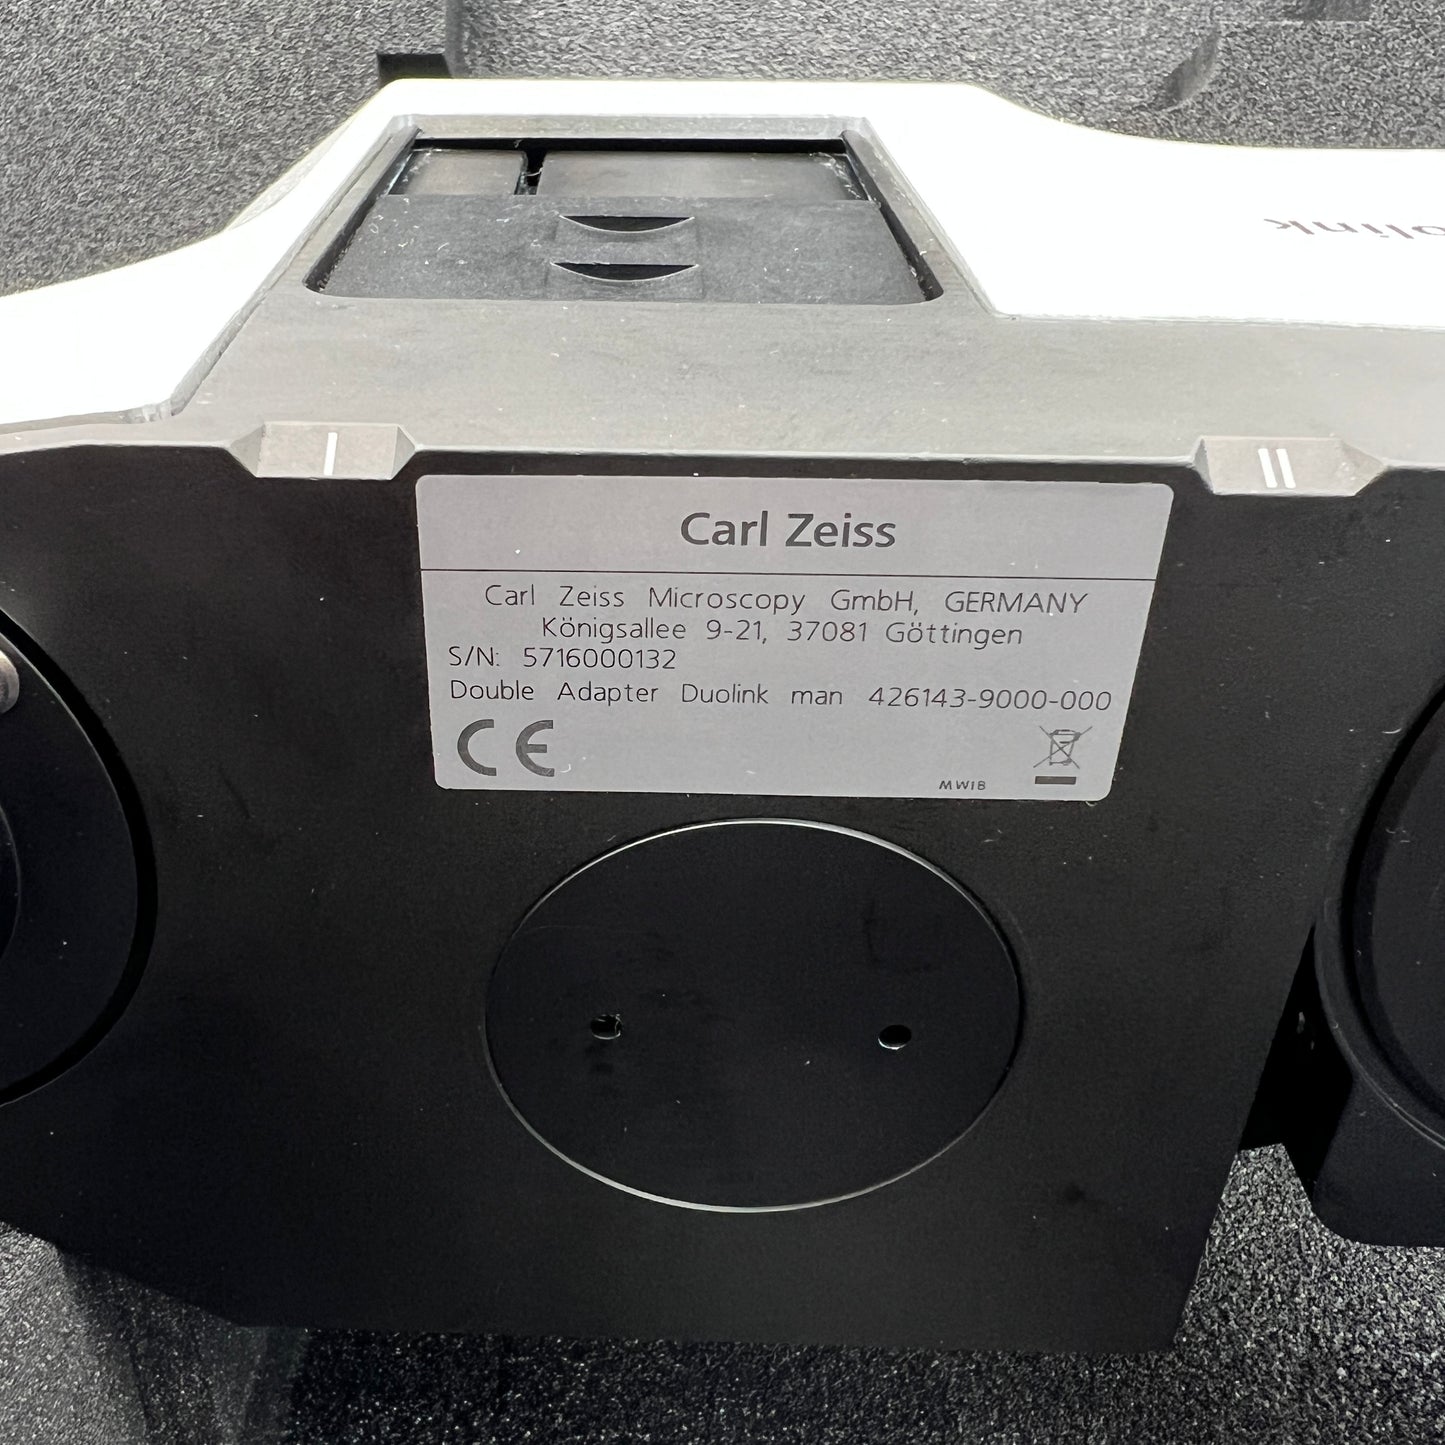 olink
I
II
Carl Zeiss
Carl Zeiss Microscopy GmbH, GERMANY
Königsallee 9-21, 37081 Göttingen
S/N: 5716000132
Double Adapter Duolink man 426143-9000-000
CE
MW18